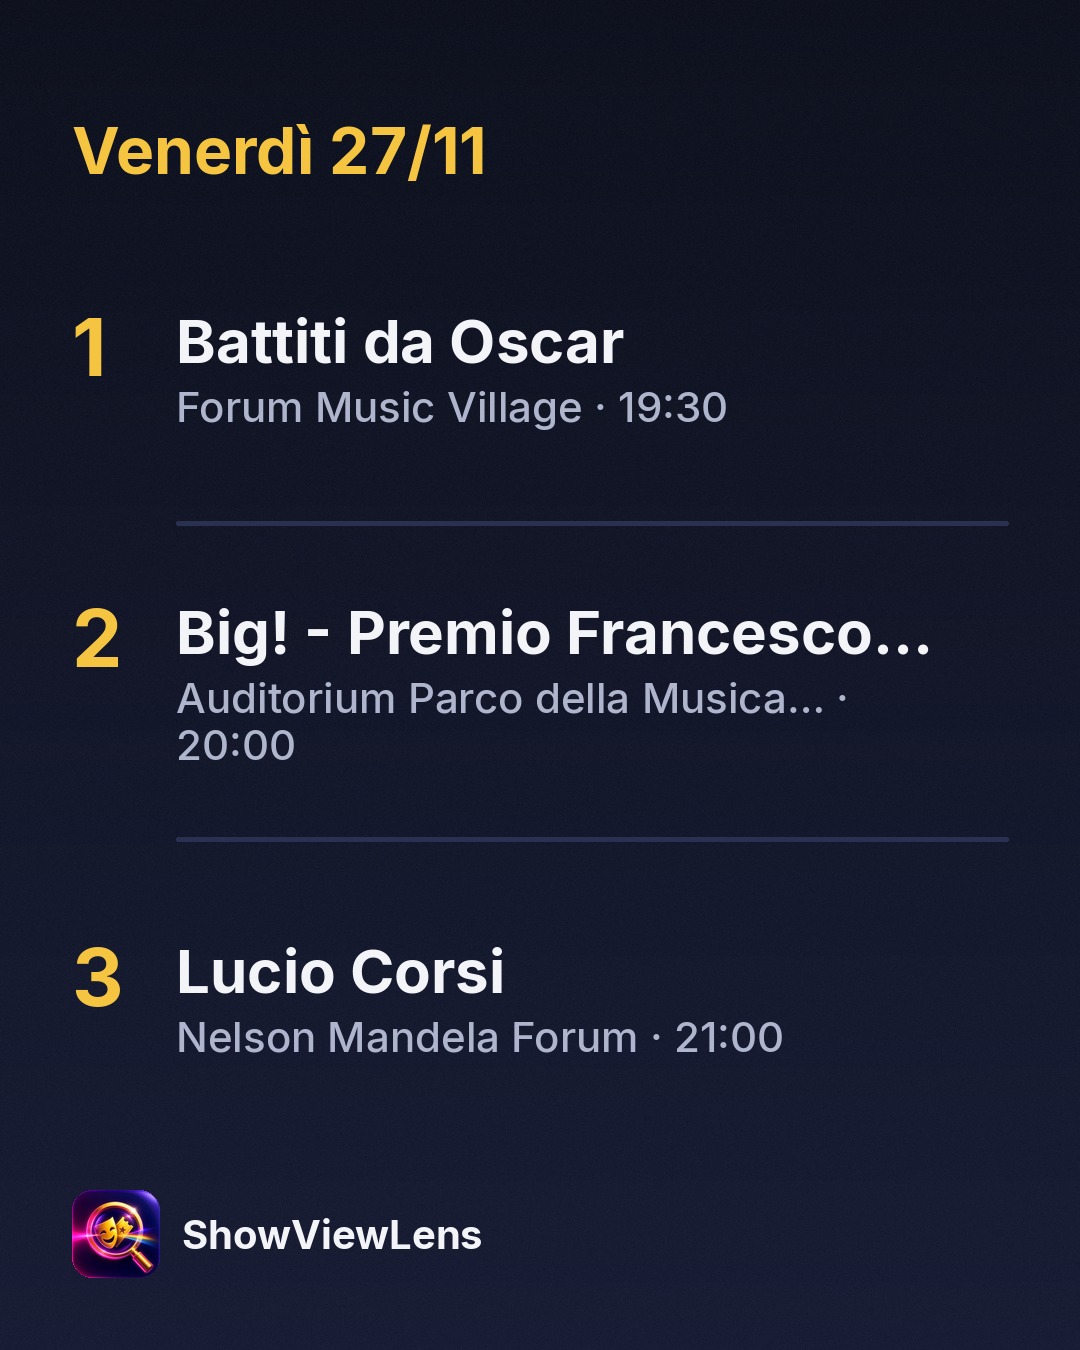 Venerdì 27/11
1
Battiti da Oscar
Forum Music Village · 19:30
2
Big! - Premio Francesco...
Auditorium Parco della Musica... ·
20:00
3
Lucio Corsi
Nelson Mandela Forum · 21:00
ShowViewLens